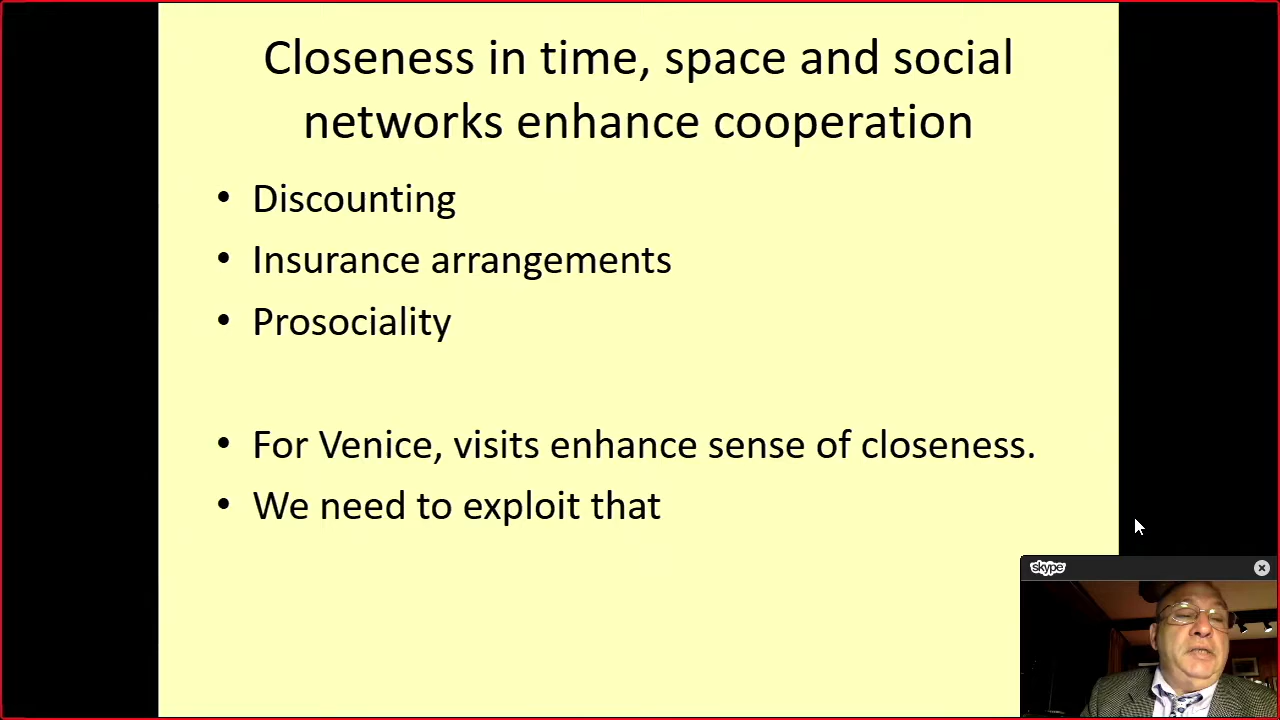 Closeness in time, space and social
networks enhance cooperation
• Discounting
• Insurance arrangements
• Prosociality
• For Venice, visits enhance sense of closeness.
• We need to exploit that
skype